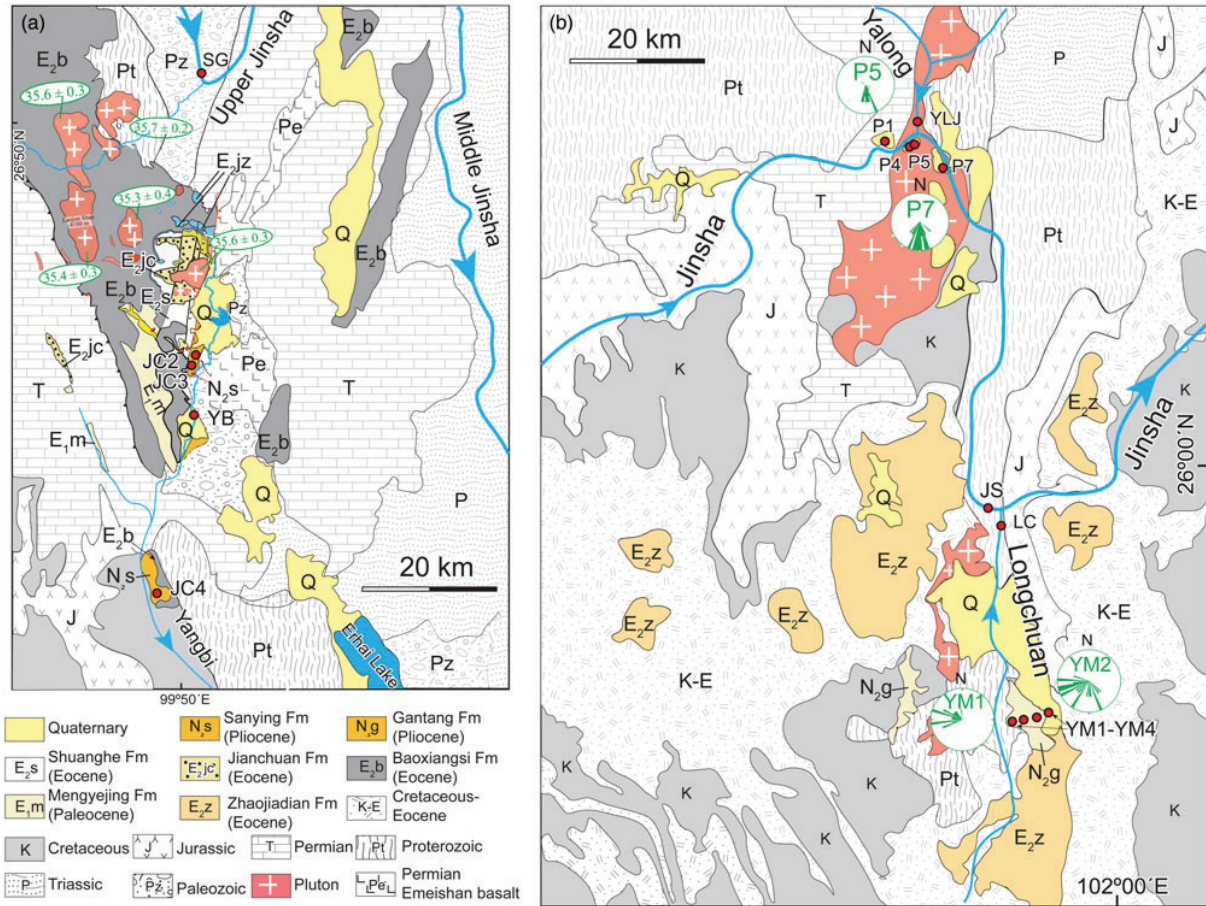 (a)
E₂b
Pt
Pz
SG
Upper Jinsha
Pe
E₂b
35.6 ± 0.3
35.7 ± 0.2
26°50´N
E₂jz
Middle Jinsha
35.3 ± 0.4
35.6 ± 0.3
35.4 ± 0.3
E₂jc
E₂b
E₂s
Q
Pz
Q
E₂b
E₂jc
JC2
JC3
Pe
T
E₁m
N₂s
T
YB
Q
E₂b
E₁m
Q
P
E₂b
N₂s
JC4
20 km
Q
J
Yangbi
Pt
Erhai Lake
Pz
99°50´E
Quaternary
N₂s
Sanying Fm
(Pliocene)
N₂g
Gantang Fm
(Pliocene)
E₂s
Shuanghe Fm
(Eocene)
E₂jc
Jianchuan Fm
(Eocene)
E₂b
Baoxiangsi Fm
(Eocene)
E₁m
Mengyejing Fm
(Paleocene)
E₂z
Zhaojiadian Fm
(Eocene)
K-E
Cretaceous-
Eocene
K
Cretaceous
J
Jurassic
T
Permian
Pt
Proterozoic
P
Triassic
Pz
Paleozoic
Pluton
Pe
Permian
Emeishan basalt
(b)
20 km
Yalong
N
P5
P
J
Pt
P1
YLJ
J
P4
P5
P7
Q
T
N
P7
K-E
Jinsha
Pt
Q
J
K
K
T
E₂z
Jinsha
K
J
26°00´N
Q
JS
LC
E₂z
E₂z
E₂z
Longchuan
Q
E₂z
E₂z
K-E
K-E
N
YM2
N₂g
N
YM1
YM1-YM4
K
Pt
N₂g
K
K
K
K
E₂z
K
102°00´E